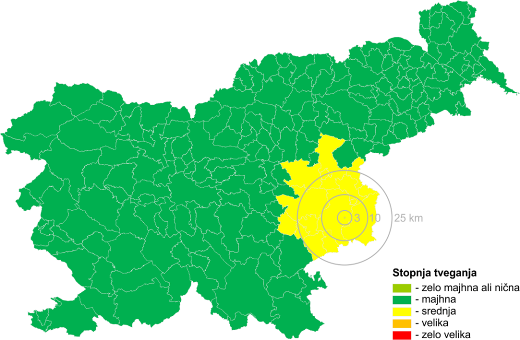 3 10 25 km
Stopnja tveganja
- zelo majhna ali nična
- majhna
- srednja
- velika
- zelo velika